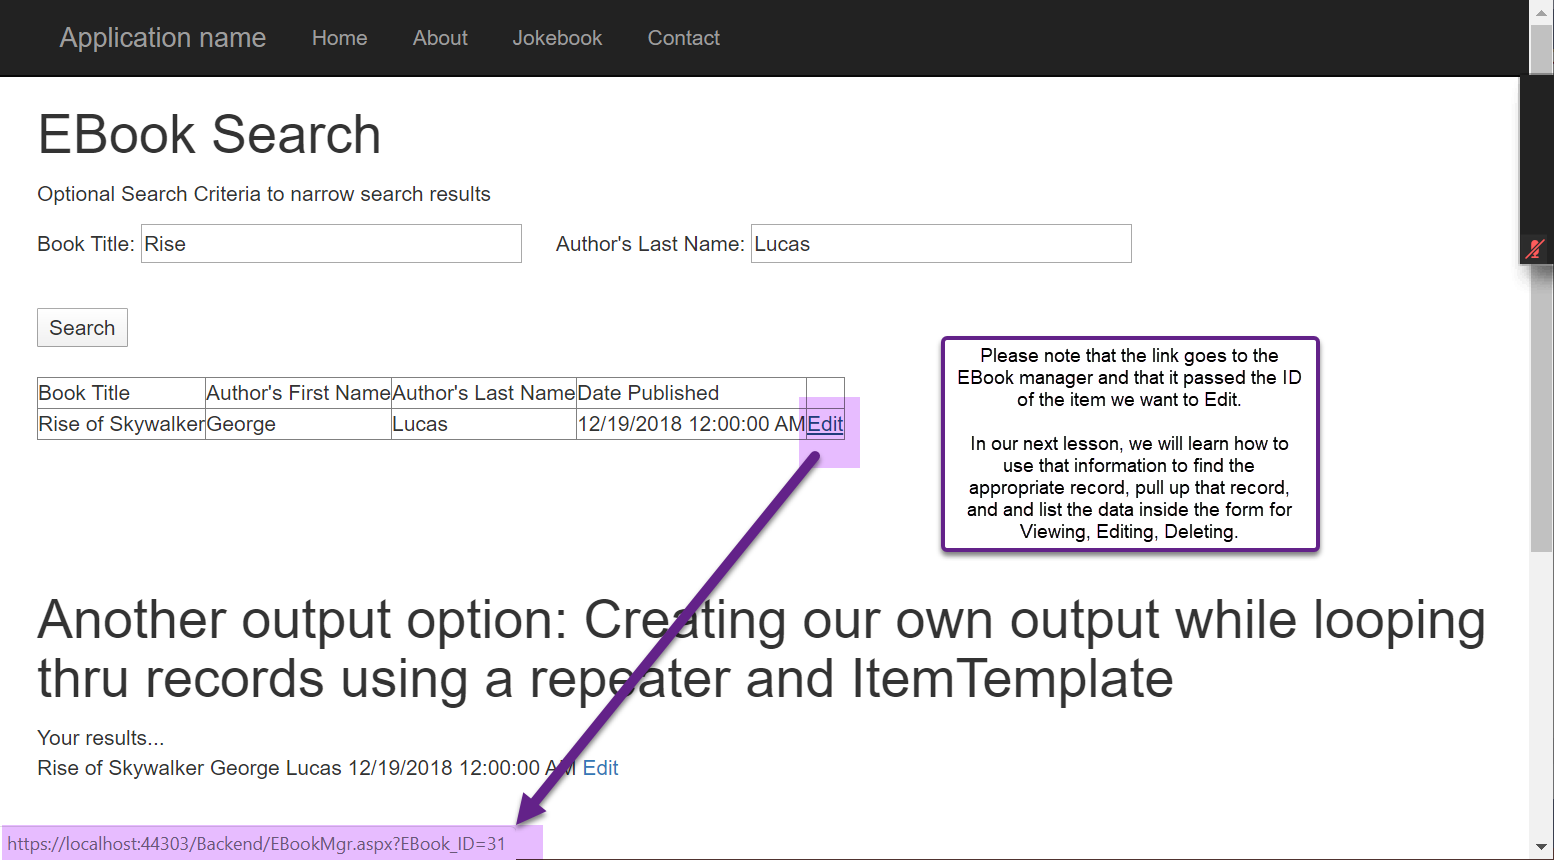 Application name Home About Jokebook Contact
EBook Search
Optional Search Criteria to narrow search results
Book Title: Rise Author's Last Name: Lucas
Search
Book Title Author's First Name Author's Last Name Date Published
Rise of Skywalker George Lucas 12/19/2018 12:00:00 AM Edit
Please note that the link goes to the
EBook manager and that it passed the ID
of the item we want to Edit.
In our next lesson, we will learn how to
use that information to find the
appropriate record, pull up that record,
and and list the data inside the form for
Viewing, Editing, Deleting.
Another output option: Creating our own output while looping
thru records using a repeater and ItemTemplate
Your results...
Rise of Skywalker George Lucas 12/19/2018 12:00:00 AM Edit
https://localhost:44303/Backend/EBookMgr.aspx?EBook_ID=31